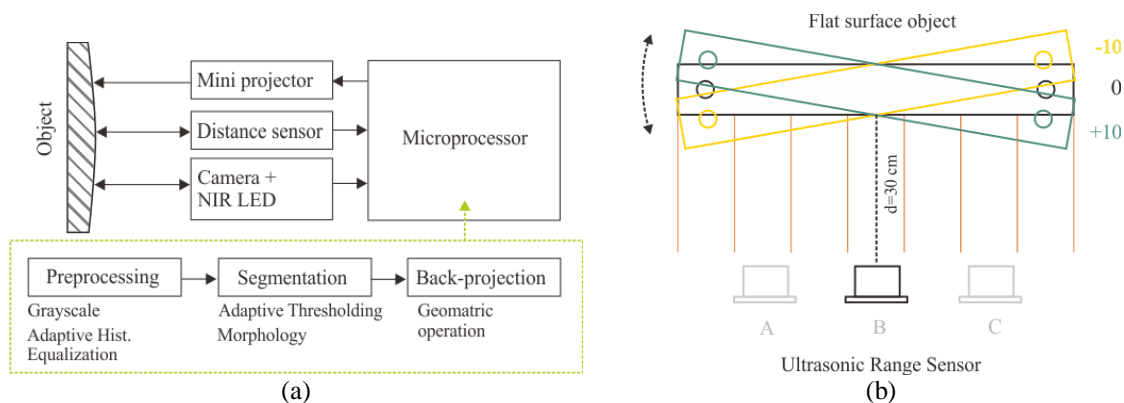 Object
Mini projector
Distance sensor
Camera +
NIR LED
Microprocessor
Preprocessing
Segmentation
Back-projection
Grayscale
Adaptive Hist.
Equalization
Adaptive Thresholding
Morphology
Geomatric
operation
(a)
Flat surface object
-10
0
+10
d=30 cm
A
B
C
Ultrasonic Range Sensor
(b)